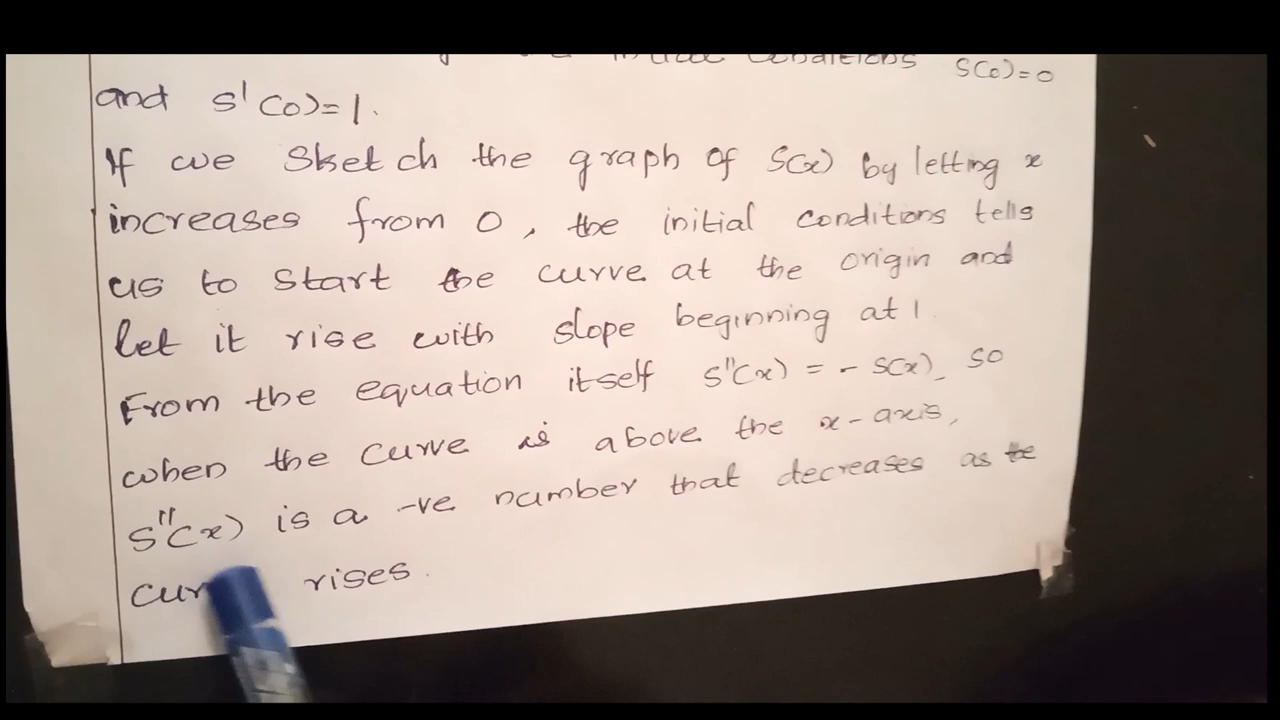 initial conditions S(0)=0
and S'(0)=1.
If we Sketch the graph of S(x) by letting x
increases from 0, the initial conditions tells
us to start the curve at the origin and
let it rise with slope beginning at 1
From the equation itself S"(x) = - S(x), so
when the curve is above the x-axis,
S"(x) is a -ve number that decreases as the
rises.